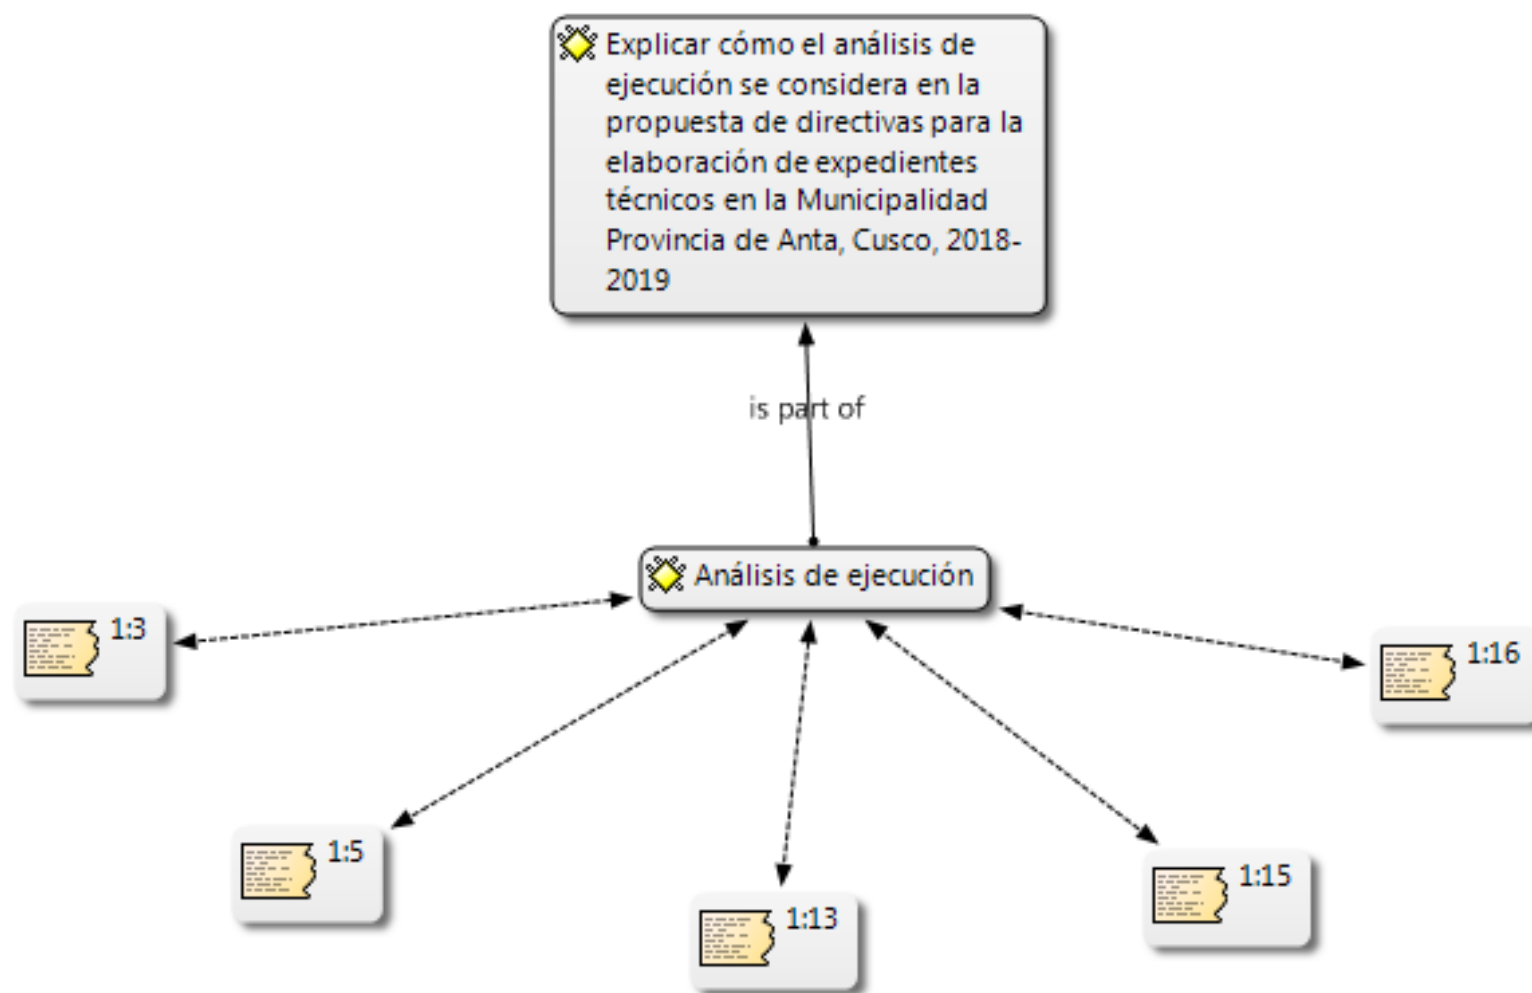 Explicar cómo el análisis de
ejecución se considera en la
propuesta de directivas para la
elaboración de expedientes
técnicos en la Municipalidad
Provincia de Anta, Cusco, 2018-
2019
is part of
Análisis de ejecución
1:3
1:16
1:5
1:15
1:13